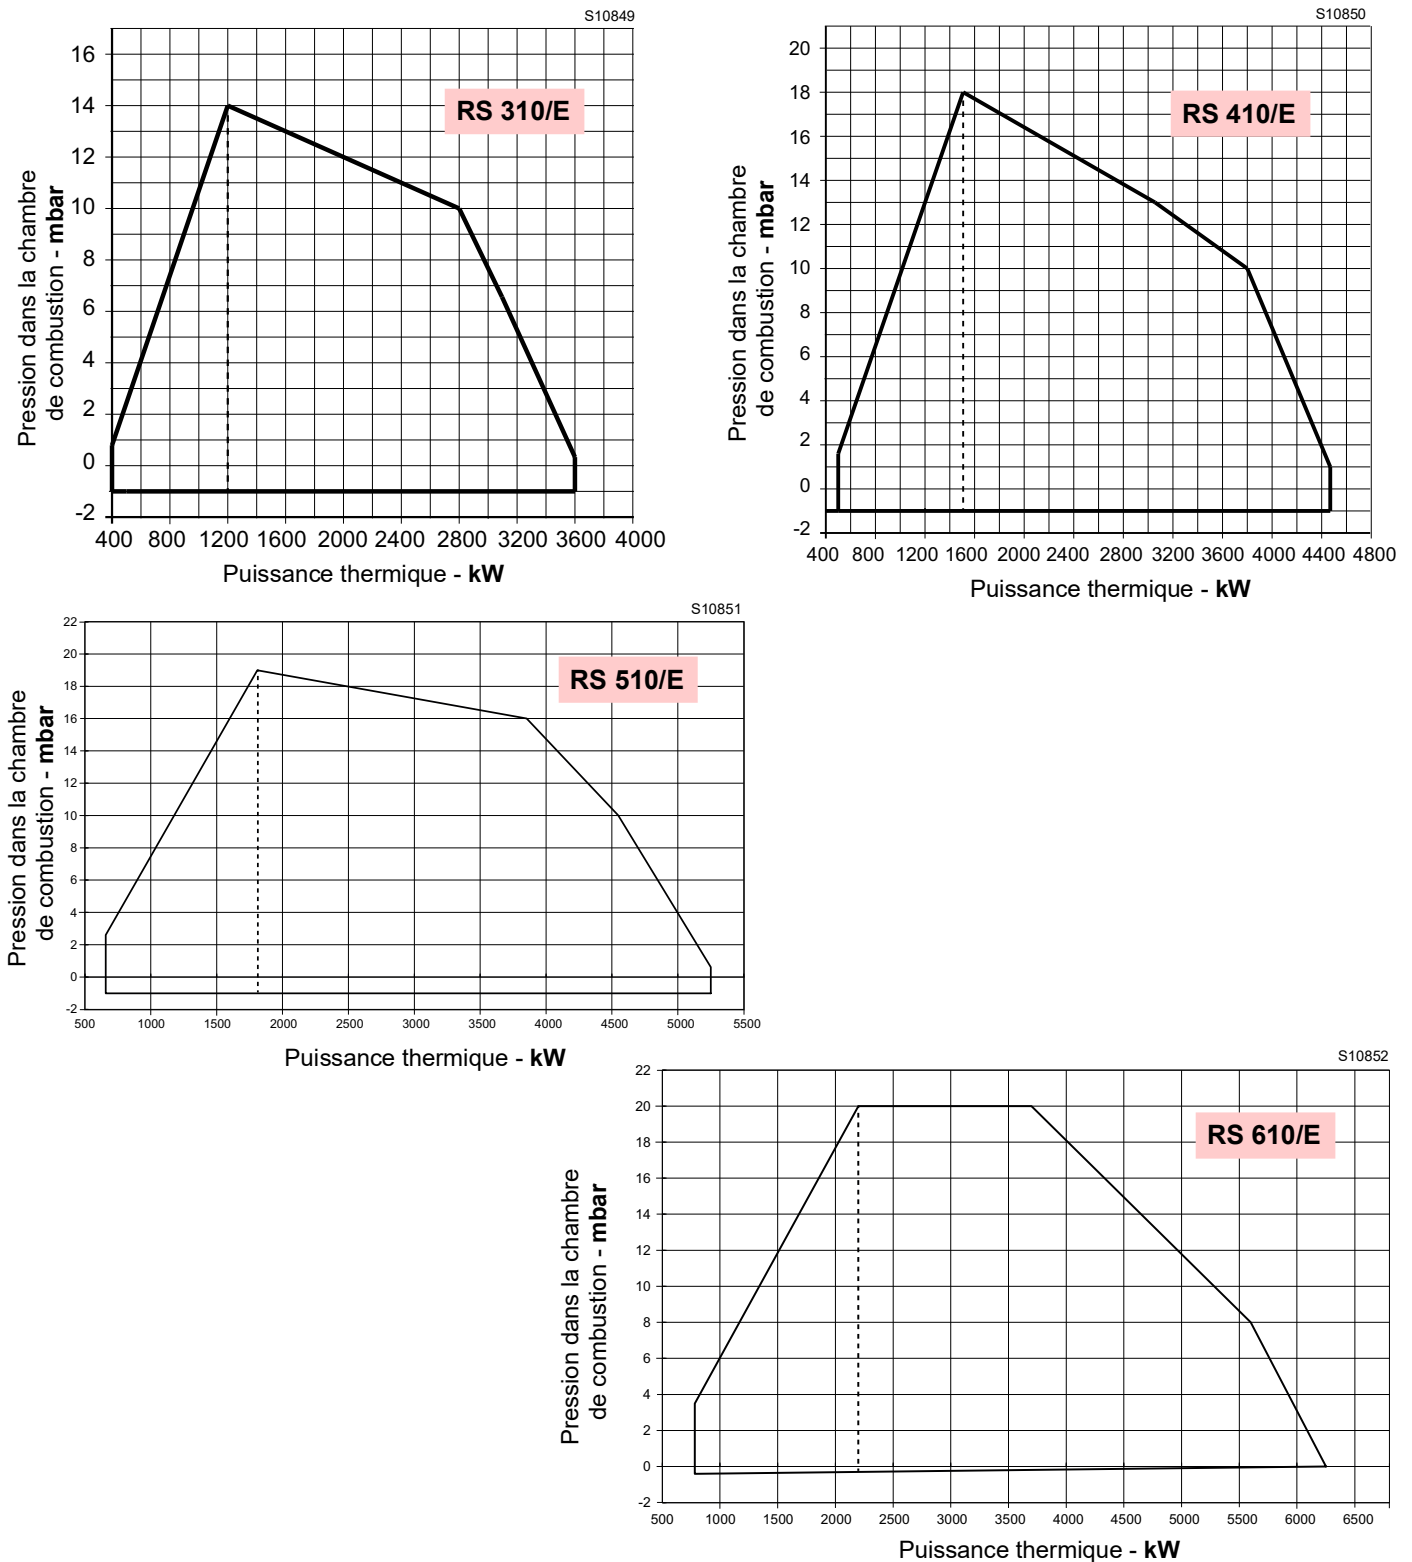 S10849
16
14
12
10
8
6
4
2
0
-2
400 800 1200 1600 2000 2400 2800 3200 3600 4000
Pression dans la chambre
de combustion - mbar
RS 310/E
Puissance thermique - kW
S10850
20
18
16
14
12
10
8
6
4
2
0
-2
400 800 1200 1600 2000 2400 2800 3200 3600 4000 4400 4800
Pression dans la chambre
de combustion - mbar
RS 410/E
Puissance thermique - kW
S10851
22
20
18
16
14
12
10
8
6
4
2
0
-2
500 1000 1500 2000 2500 3000 3500 4000 4500 5000 5500
Pression dans la chambre
de combustion - mbar
RS 510/E
Puissance thermique - kW
S10852
22
20
18
16
14
12
10
8
6
4
2
0
-2
500 1000 1500 2000 2500 3000 3500 4000 4500 5000 5500 6000 6500
Pression dans la chambre
de combustion - mbar
RS 610/E
Puissance thermique - kW